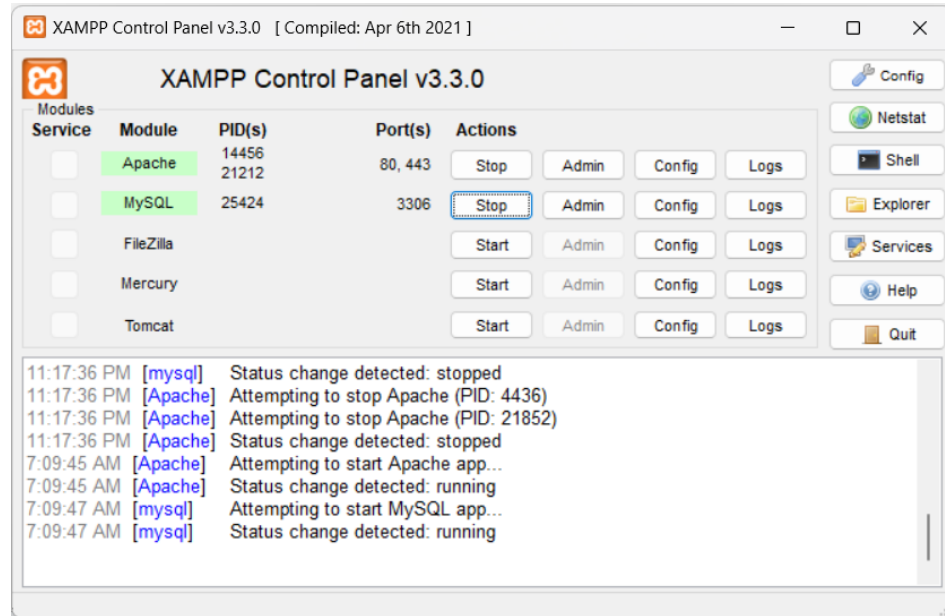 XAMPP Control Panel v3.3.0 [ Compiled: Apr 6th 2021 ]
XAMPP Control Panel v3.3.0
Config
Modules
Service Module PID(s) Port(s) Actions
Netstat
Apache 14456 21212 80, 443 Stop Admin Config Logs
Shell
MySQL 25424 3306 Stop Admin Config Logs
Explorer
FileZilla Start Admin Config Logs
Services
Mercury Start Admin Config Logs
Help
Tomcat Start Admin Config Logs
Quit
11:17:36 PM [mysql] Status change detected: stopped
11:17:36 PM [Apache] Attempting to stop Apache (PID: 4436)
11:17:36 PM [Apache] Attempting to stop Apache (PID: 21852)
11:17:36 PM [Apache] Status change detected: stopped
7:09:45 AM [Apache] Attempting to start Apache app...
7:09:45 AM [Apache] Status change detected: running
7:09:47 AM [mysql] Attempting to start MySQL app...
7:09:47 AM [mysql] Status change detected: running